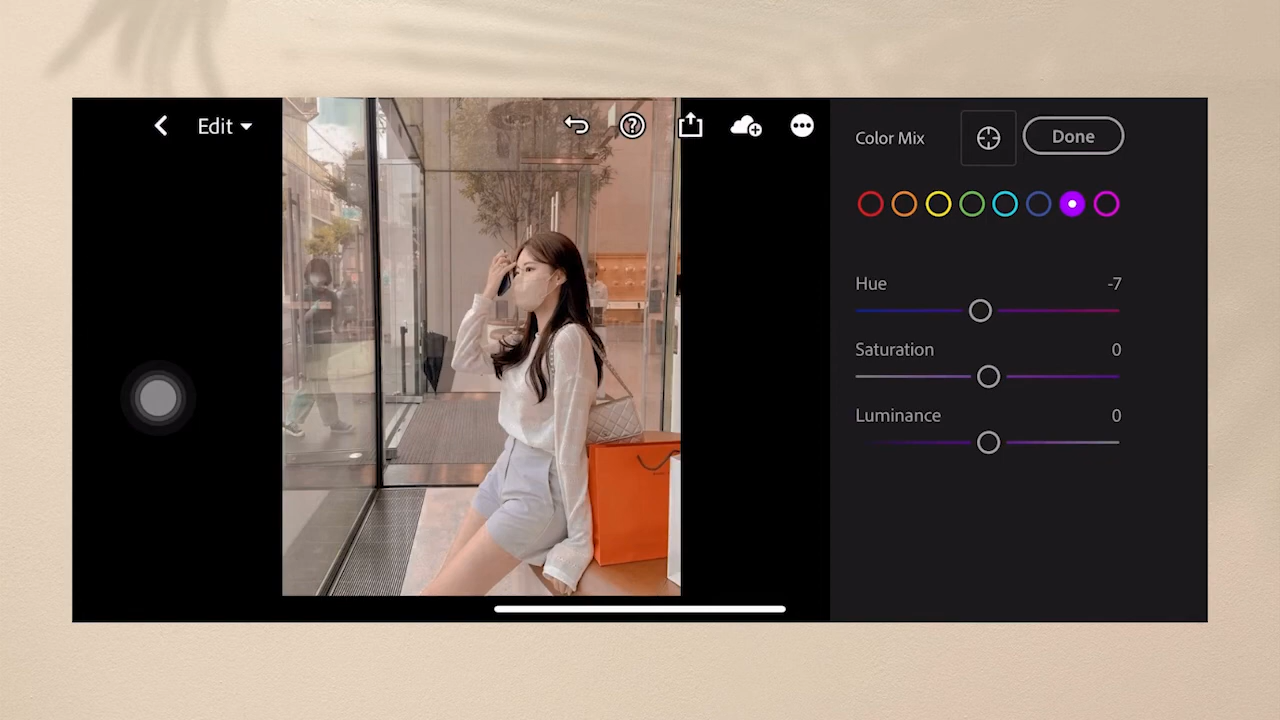 Edit
Color Mix
Done
Hue -7
Saturation 0
Luminance 0